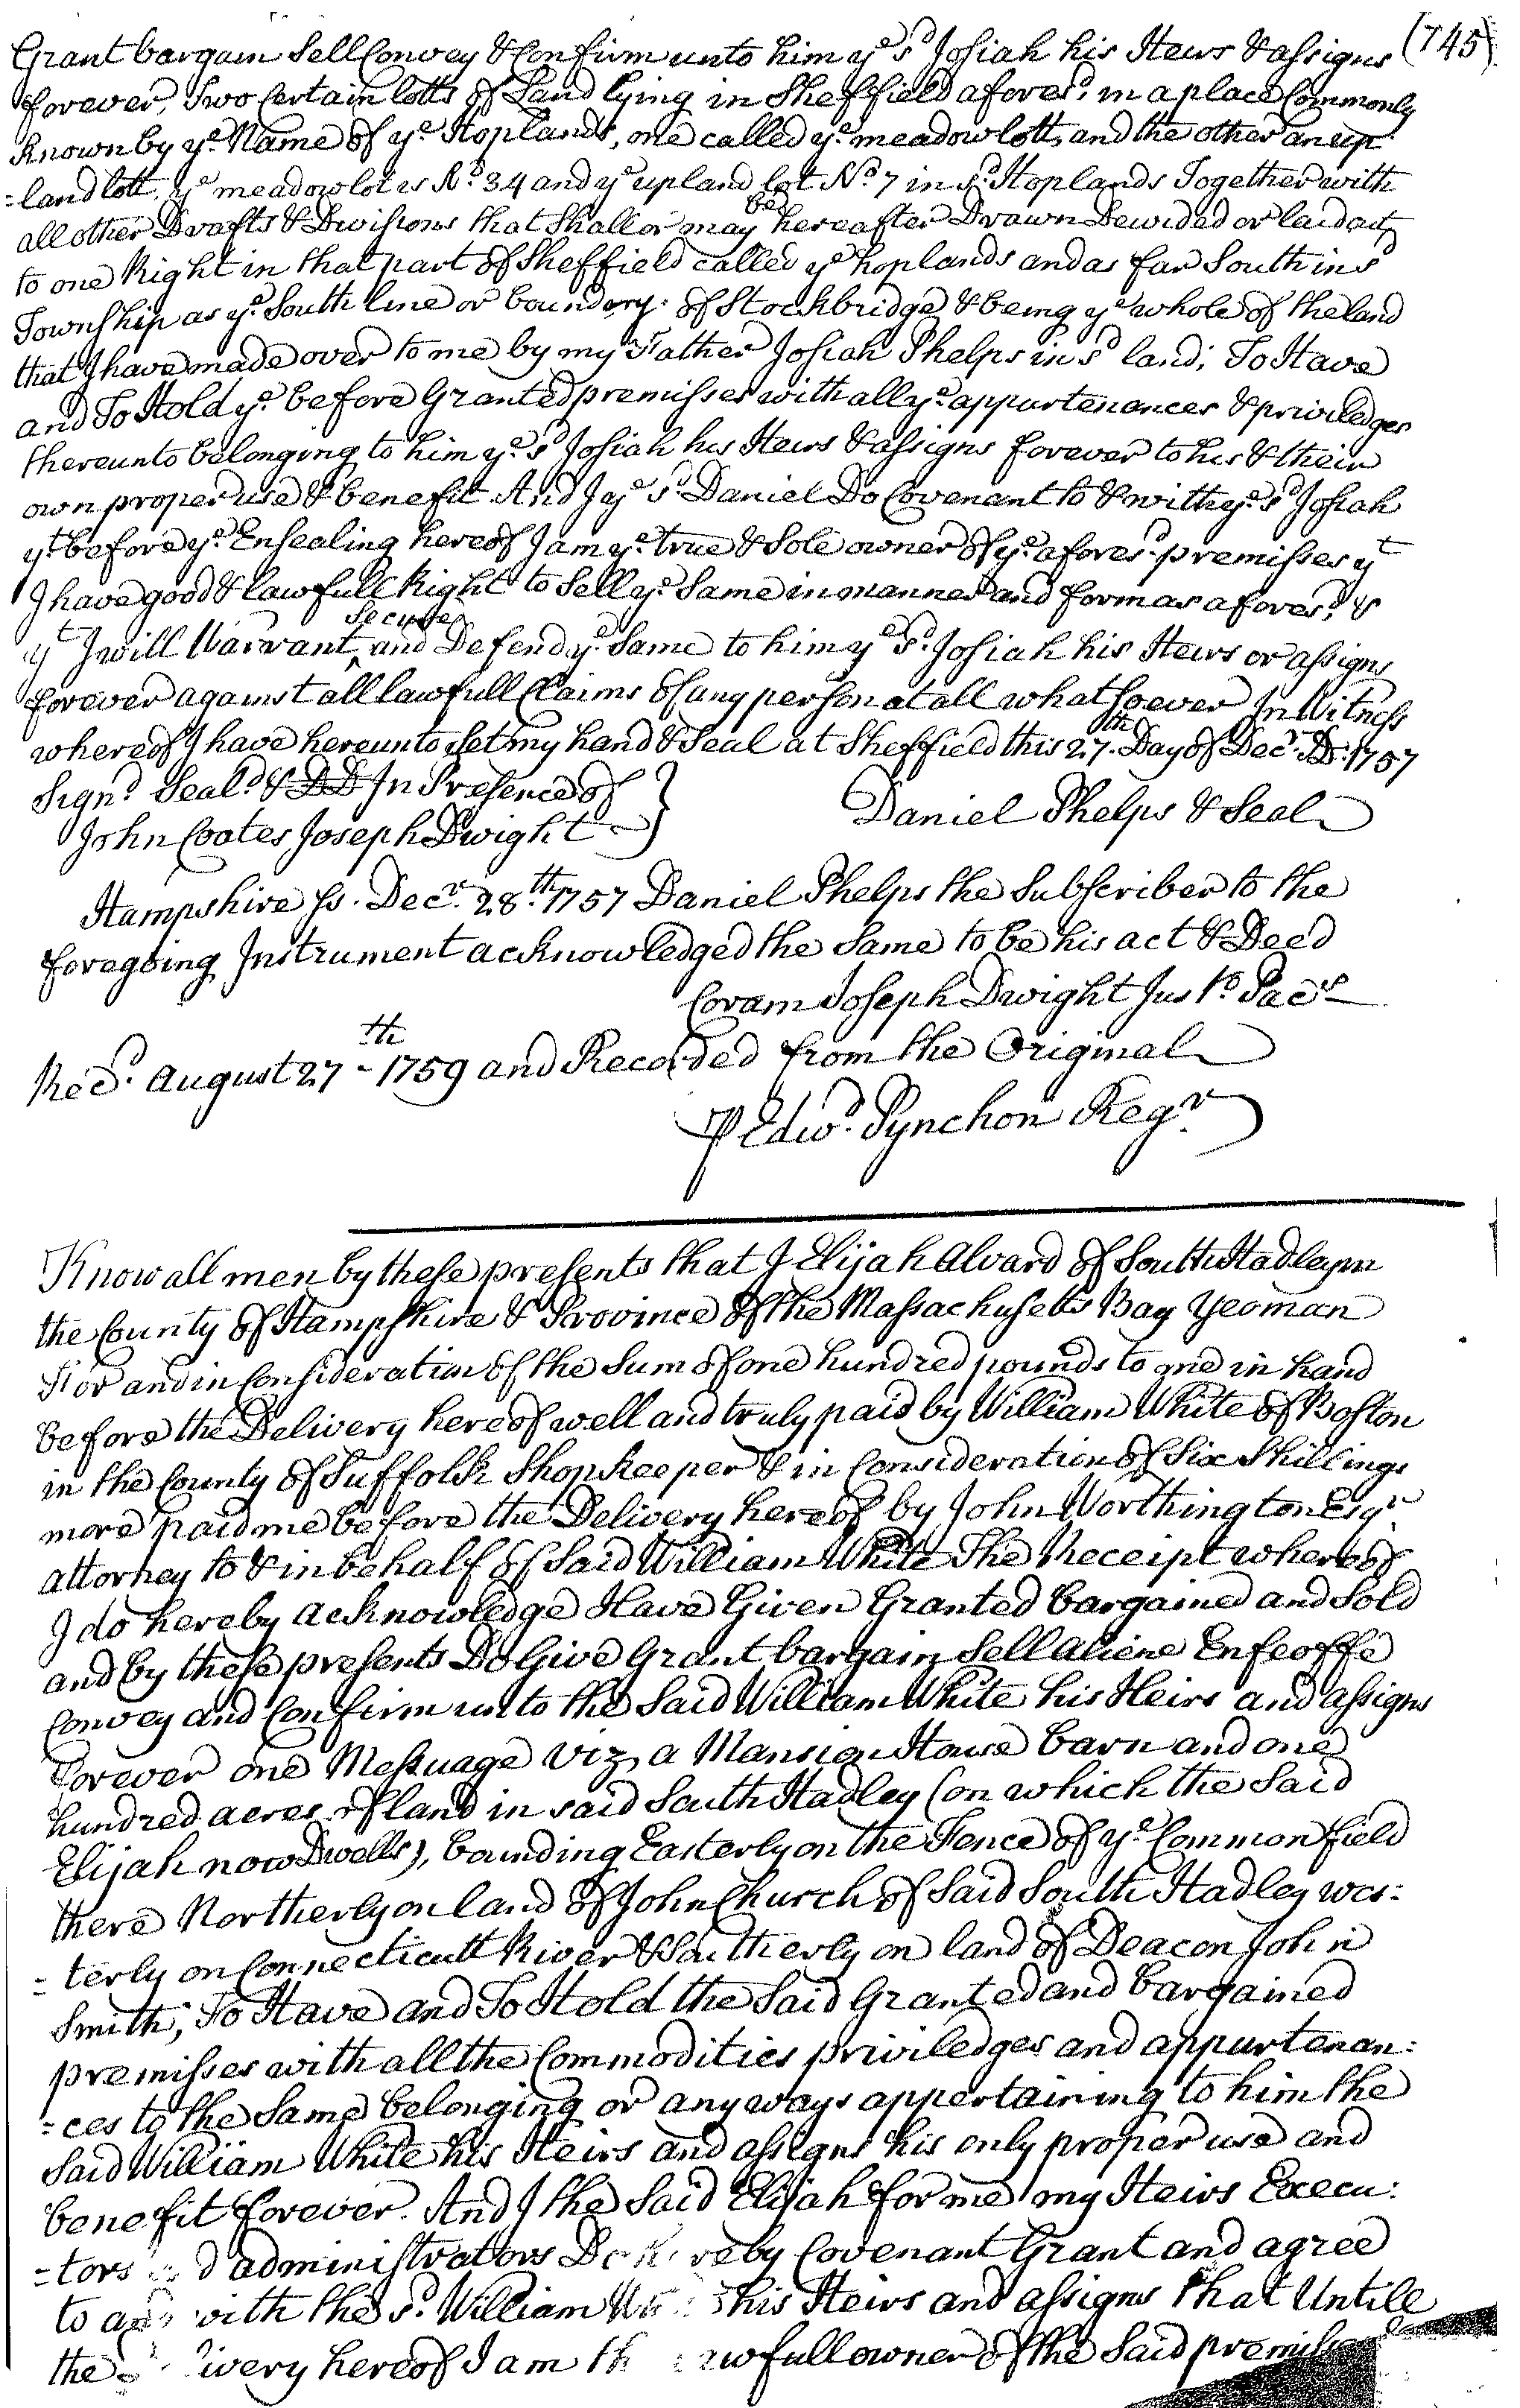 (745)
Grant bargain Sell Convey & Confirm unto him ye sd Josiah his Heirs & assigns
forever, Two Certain lotts of Land lying in Sheffield aforesd, in a place Commonly
known by ye Name of ye Hoplands, one called ye meadow lott, and the other an up
=land lott, ye meadow lot is No 34 and ye upland lot No 7 in sd Hoplands Together with
all other Drafts & Divisions that Shall or may be hereafter Drawn Devided or laid out
to one Right in that part of Sheffield called ye hoplands and as far South in sd
Township as ye South line or boundery of Stockbridge & being ye whole of the land
that I have made over to me by my Father Josiah Phelps in sd land; To Have
and To Hold ye before Granted premisses with all ye appurtenances & priviledges
thereunto belonging to him ye sd Josiah his Heirs & assigns forever to his & their
own proper use & benefit And I ye sd Daniel Do Covenant to & with ye sd Josiah
yt before ye Ensealing hereof I am ye true & Sole owner of ye aforesd premisses yt
I have good & lawfull Right to Sell ye Same in manner and form as aforesd, &
yt I will Warrant, Secure and Defend ye Same to him ye sd Josiah his Heirs or assigns
forever against all lawfull Claims of any person at all whatsoever In Witness
whereof I have hereunto Set my hand & Seal at Sheffield this 27th Day of Decr AD: 1757
Signd Seald & DD In Presence of
Daniel Phelps & Seal
John Coates, Joseph Dwight
Hampshire ss. Decr 28th 1757 Daniel Phelps the Subscriber to the
foregoing Instrument acknowledged the Same to be his act & Deed
Coram Joseph Dwight Justo Pacs
Recd August 27th - 1759 and Recorded from the Original
P Edwd Pynchon Regr
Know all men by these presents that I Elijah Alvard of South Hadley in
the County of Hampshire & Province of the Massachusetts Bay Yeoman
For and in Consideration of the Sum of one hundred pounds to me in hand
before the Delivery hereof well and truly paid by William White of Boston
in the County of Suffolk Shopkeeper & in Consideration of Six Shillings
more paid me before the Delivery hereof by John Worthington Esqr
attorney to & in behalf of Said William White The Receipt whereof
I do hereby acknowledge Have Given Granted bargained and Sold
and by these presents Do Give Grant bargain Sell aliene Enfeoffe
Convey and Confirm unto the Said William White his Heirs and assigns
forever one Messuage viz, a Mansion House Barn and one
hundred acres of land in said South Hadley (on which the Said
Elijah now Dwells), bounding Easterly on the Fence of ye Common field
there Northerly on land of John Church of Said South Hadley wes:
=terly on Connecticutt River & Southerly on land of Deacon John
Smith; To Have and To Hold the Said Granted and bargained
premisses with all the Commodities priviledges and appurtenan:
=ces to the Same belonging or any ways appertaining to him the
Said William White his Heirs and assigns his only proper use and
benefit forever. And I the Said Elijah for me my Heirs Execu:
=tors and administrators Do hereby Covenant Grant and agree
to and with the sd William White his Heirs and assigns that Untill
the Delivery hereof I am the lawfull owner of the Said premisses